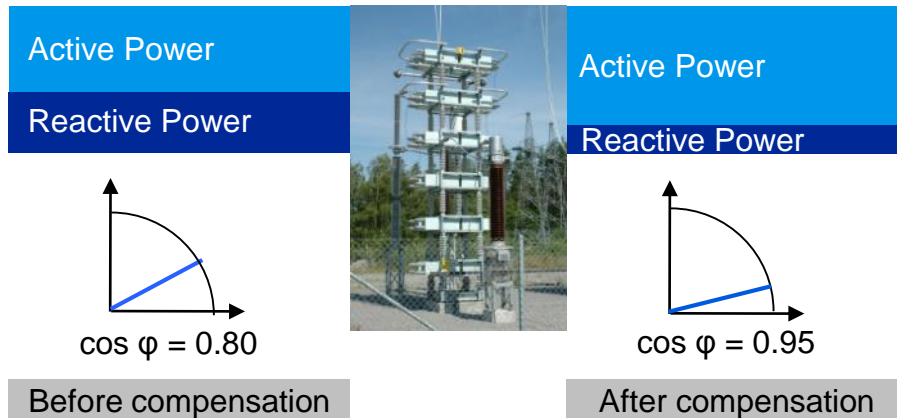 Active Power
Reactive Power
cos φ = 0.80
Before compensation
Active Power
Reactive Power
cos φ = 0.95
After compensation